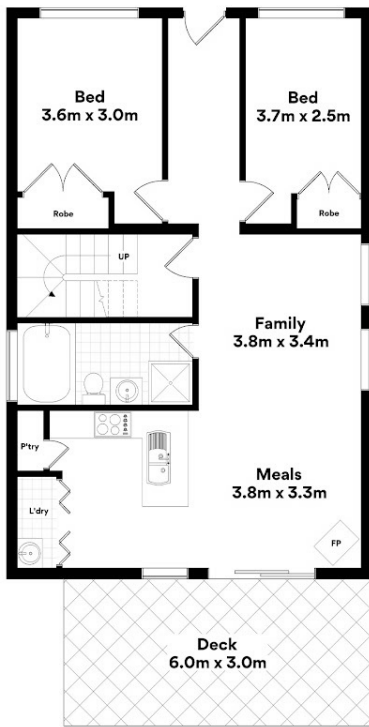 Bed
3.6m x 3.0m
Bed
3.7m x 2.5m
Robe
Robe
UP
Family
3.8m x 3.4m
P'try
Meals
3.8m x 3.3m
L'dry
FP
Deck
6.0m x 3.0m